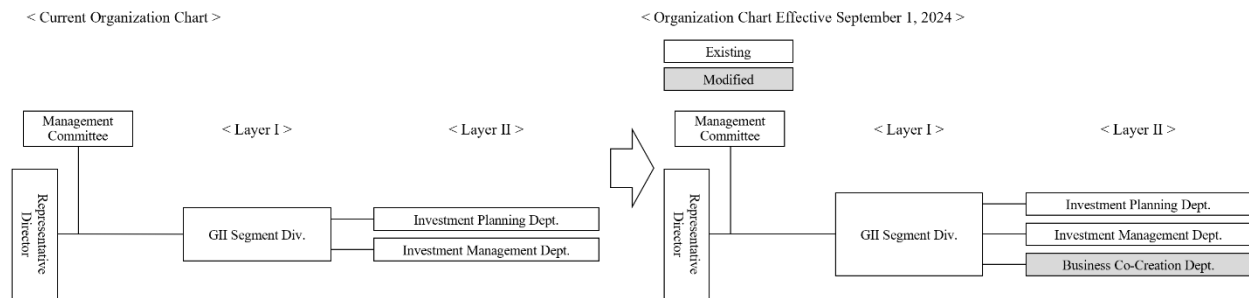 < Current Organization Chart >
Management
Committee
< Layer I >
< Layer II >
Representative
Director
GII Segment Div.
Investment Planning Dept.
Investment Management Dept.
< Organization Chart Effective September 1, 2024 >
Existing
Modified
Management
Committee
< Layer I >
< Layer II >
Representative
Director
GII Segment Div.
Investment Planning Dept.
Investment Management Dept.
Business Co-Creation Dept.